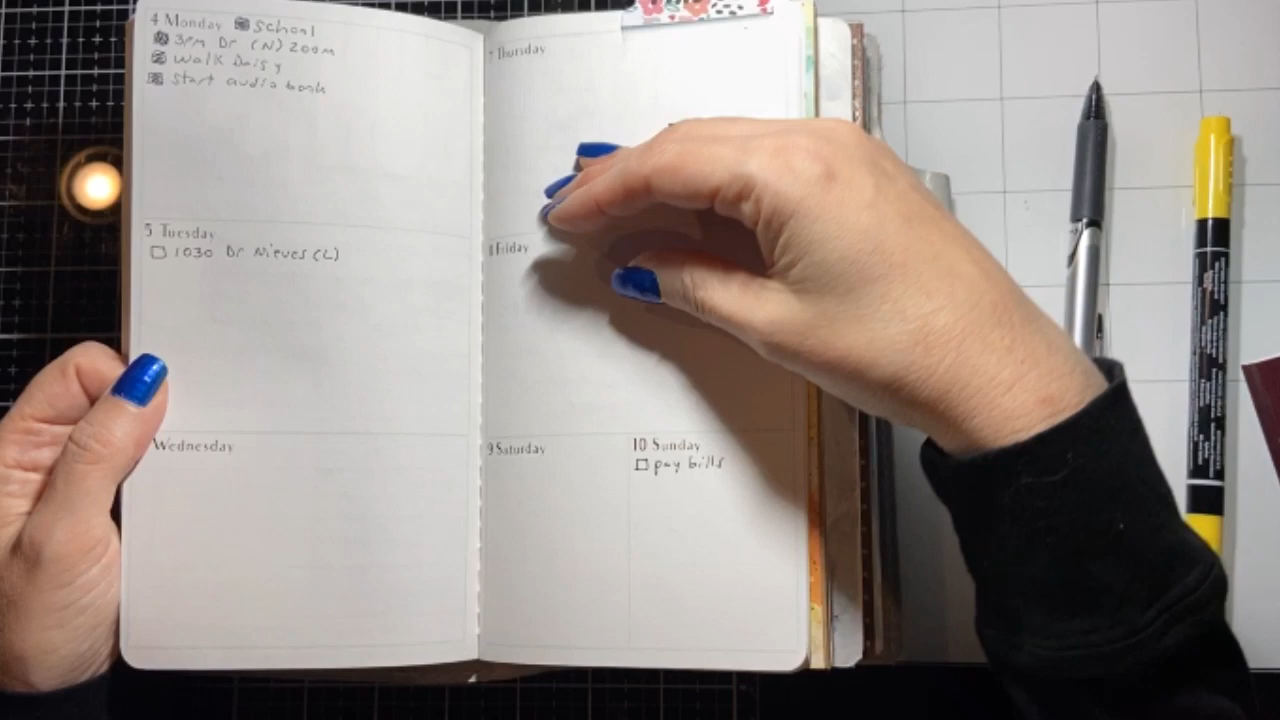 4 Monday School
3pm Dr (N) zoom
Walk Daisy
Start audio book
5 Tuesday
1030 Dr Nieves (L)
Wednesday
Thursday
8 Friday
9 Saturday
10 Sunday
pay bills